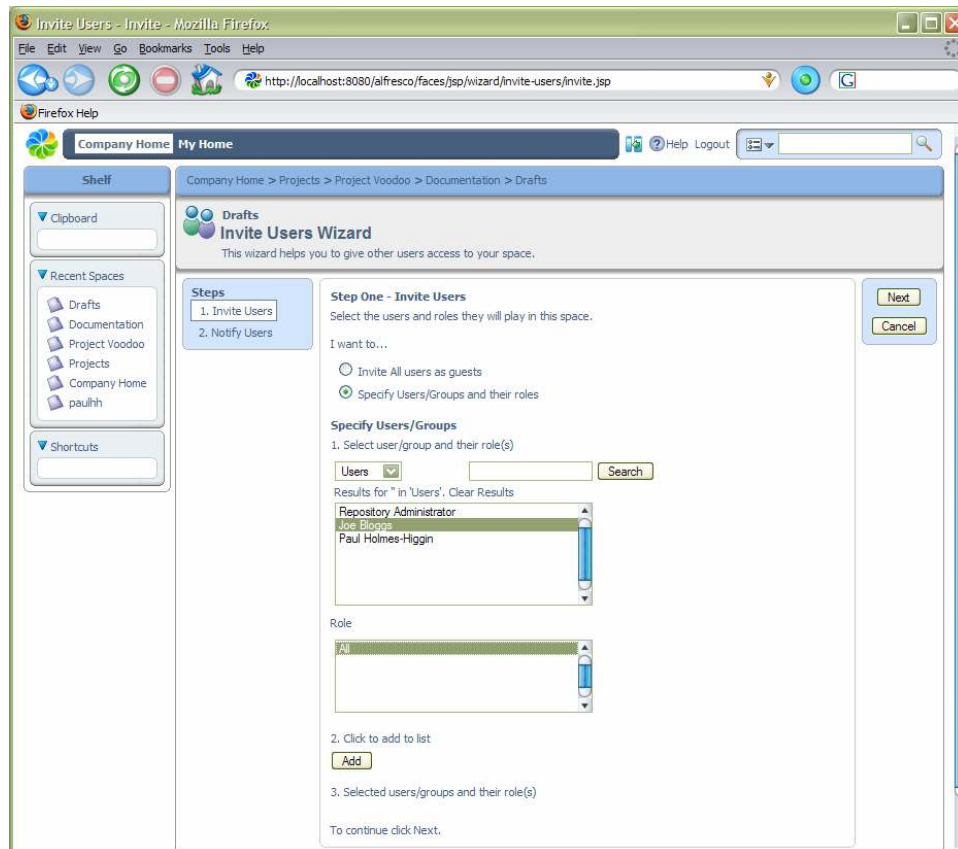 Invite Users - Invite - Mozilla Firefox
File Edit View Go Bookmarks Tools Help
http://localhost:8080/alfresco/faces/jsp/wizard/invite-users/invite.jsp
G
Firefox Help
Company Home My Home
Help Logout
Shelf
Company Home > Projects > Project Voodoo > Documentation > Drafts
Clipboard
Drafts
Invite Users Wizard
This wizard helps you to give other users access to your space.
Recent Spaces
Drafts
Documentation
Project Voodoo
Projects
Company Home
paulhh
Shortcuts
Steps
1. Invite Users
2. Notify Users
Step One - Invite Users
Select the users and roles they will play in this space.
I want to...
Invite All users as guests
Specify Users/Groups and their roles
Specify Users/Groups
1. Select user/group and their role(s)
Users Search
Results for '' in 'Users'. Clear Results
Repository Administrator
Joe Bloggs
Paul Holmes-Higgin
Role
All
2. Click to add to list
Add
3. Selected users/groups and their role(s)
To continue click Next.
Next
Cancel